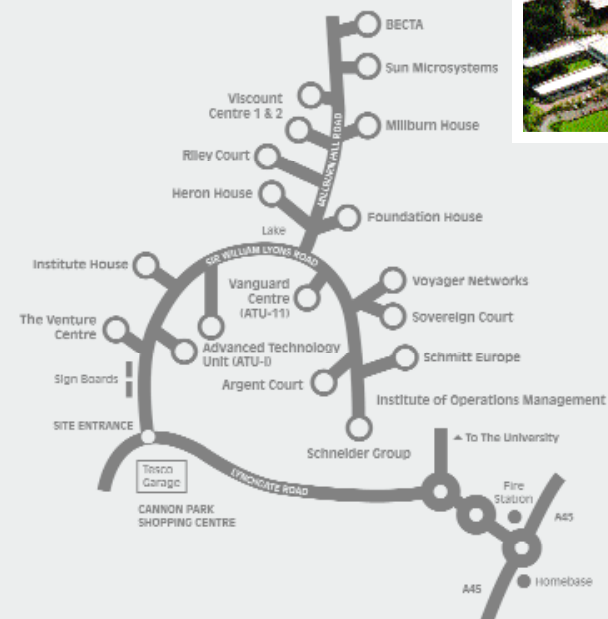 BECTA
Sun Microsystems
Viscount
Centre 1 & 2
Millburn House
MILLBURN HILL ROAD
Riley Court
Heron House
Foundation House
Lake
SIR WILLIAM LYONS ROAD
Institute House
Vanguard
Centre
(ATU-11)
Voyager Networks
Sovereign Court
The Venture
Centre
Advanced Technology
Unit (ATU-I)
Schmitt Europe
Sign Boards
Argent Court
Institute of Operations Management
SITE ENTRANCE
Schneider Group
To The University
Tesco
Garage
LYNCHGATE ROAD
Fire
Station
CANNON PARK
SHOPPING CENTRE
A45
A45
Homebase